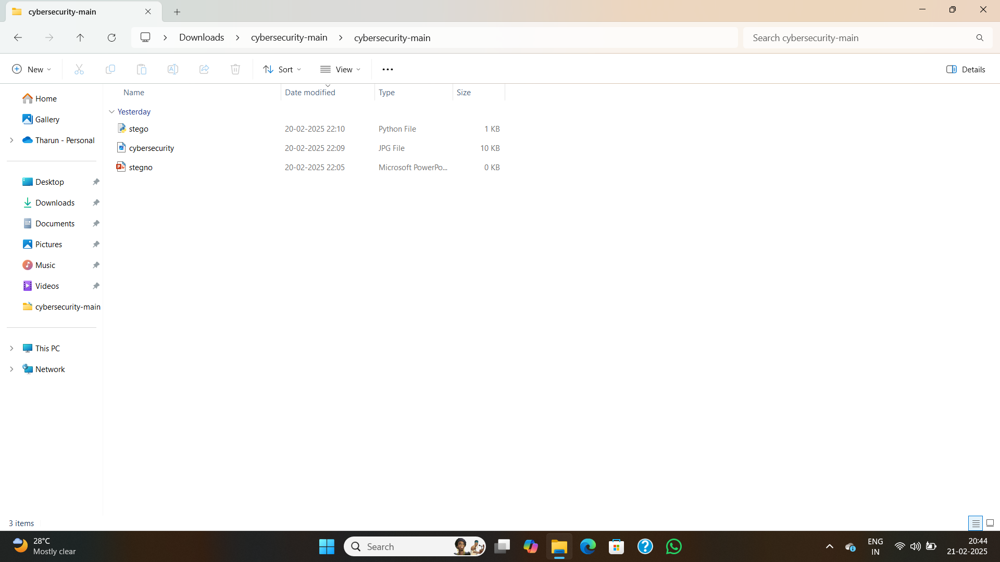 cybersecurity-main
Downloads > cybersecurity-main > cybersecurity-main
Search cybersecurity-main
New
Sort
View
Details
Name Date modified Type Size
Home
Gallery
Tharun - Personal
Desktop
Downloads
Documents
Pictures
Music
Videos
cybersecurity-main
This PC
Network
Yesterday
stego 20-02-2025 22:10 Python File 1 KB
cybersecurity 20-02-2025 22:09 JPG File 10 KB
stegno 20-02-2025 22:05 Microsoft PowerPo... 0 KB
3 items
28°C
Mostly clear
Search
ENG
IN
20:44
21-02-2025